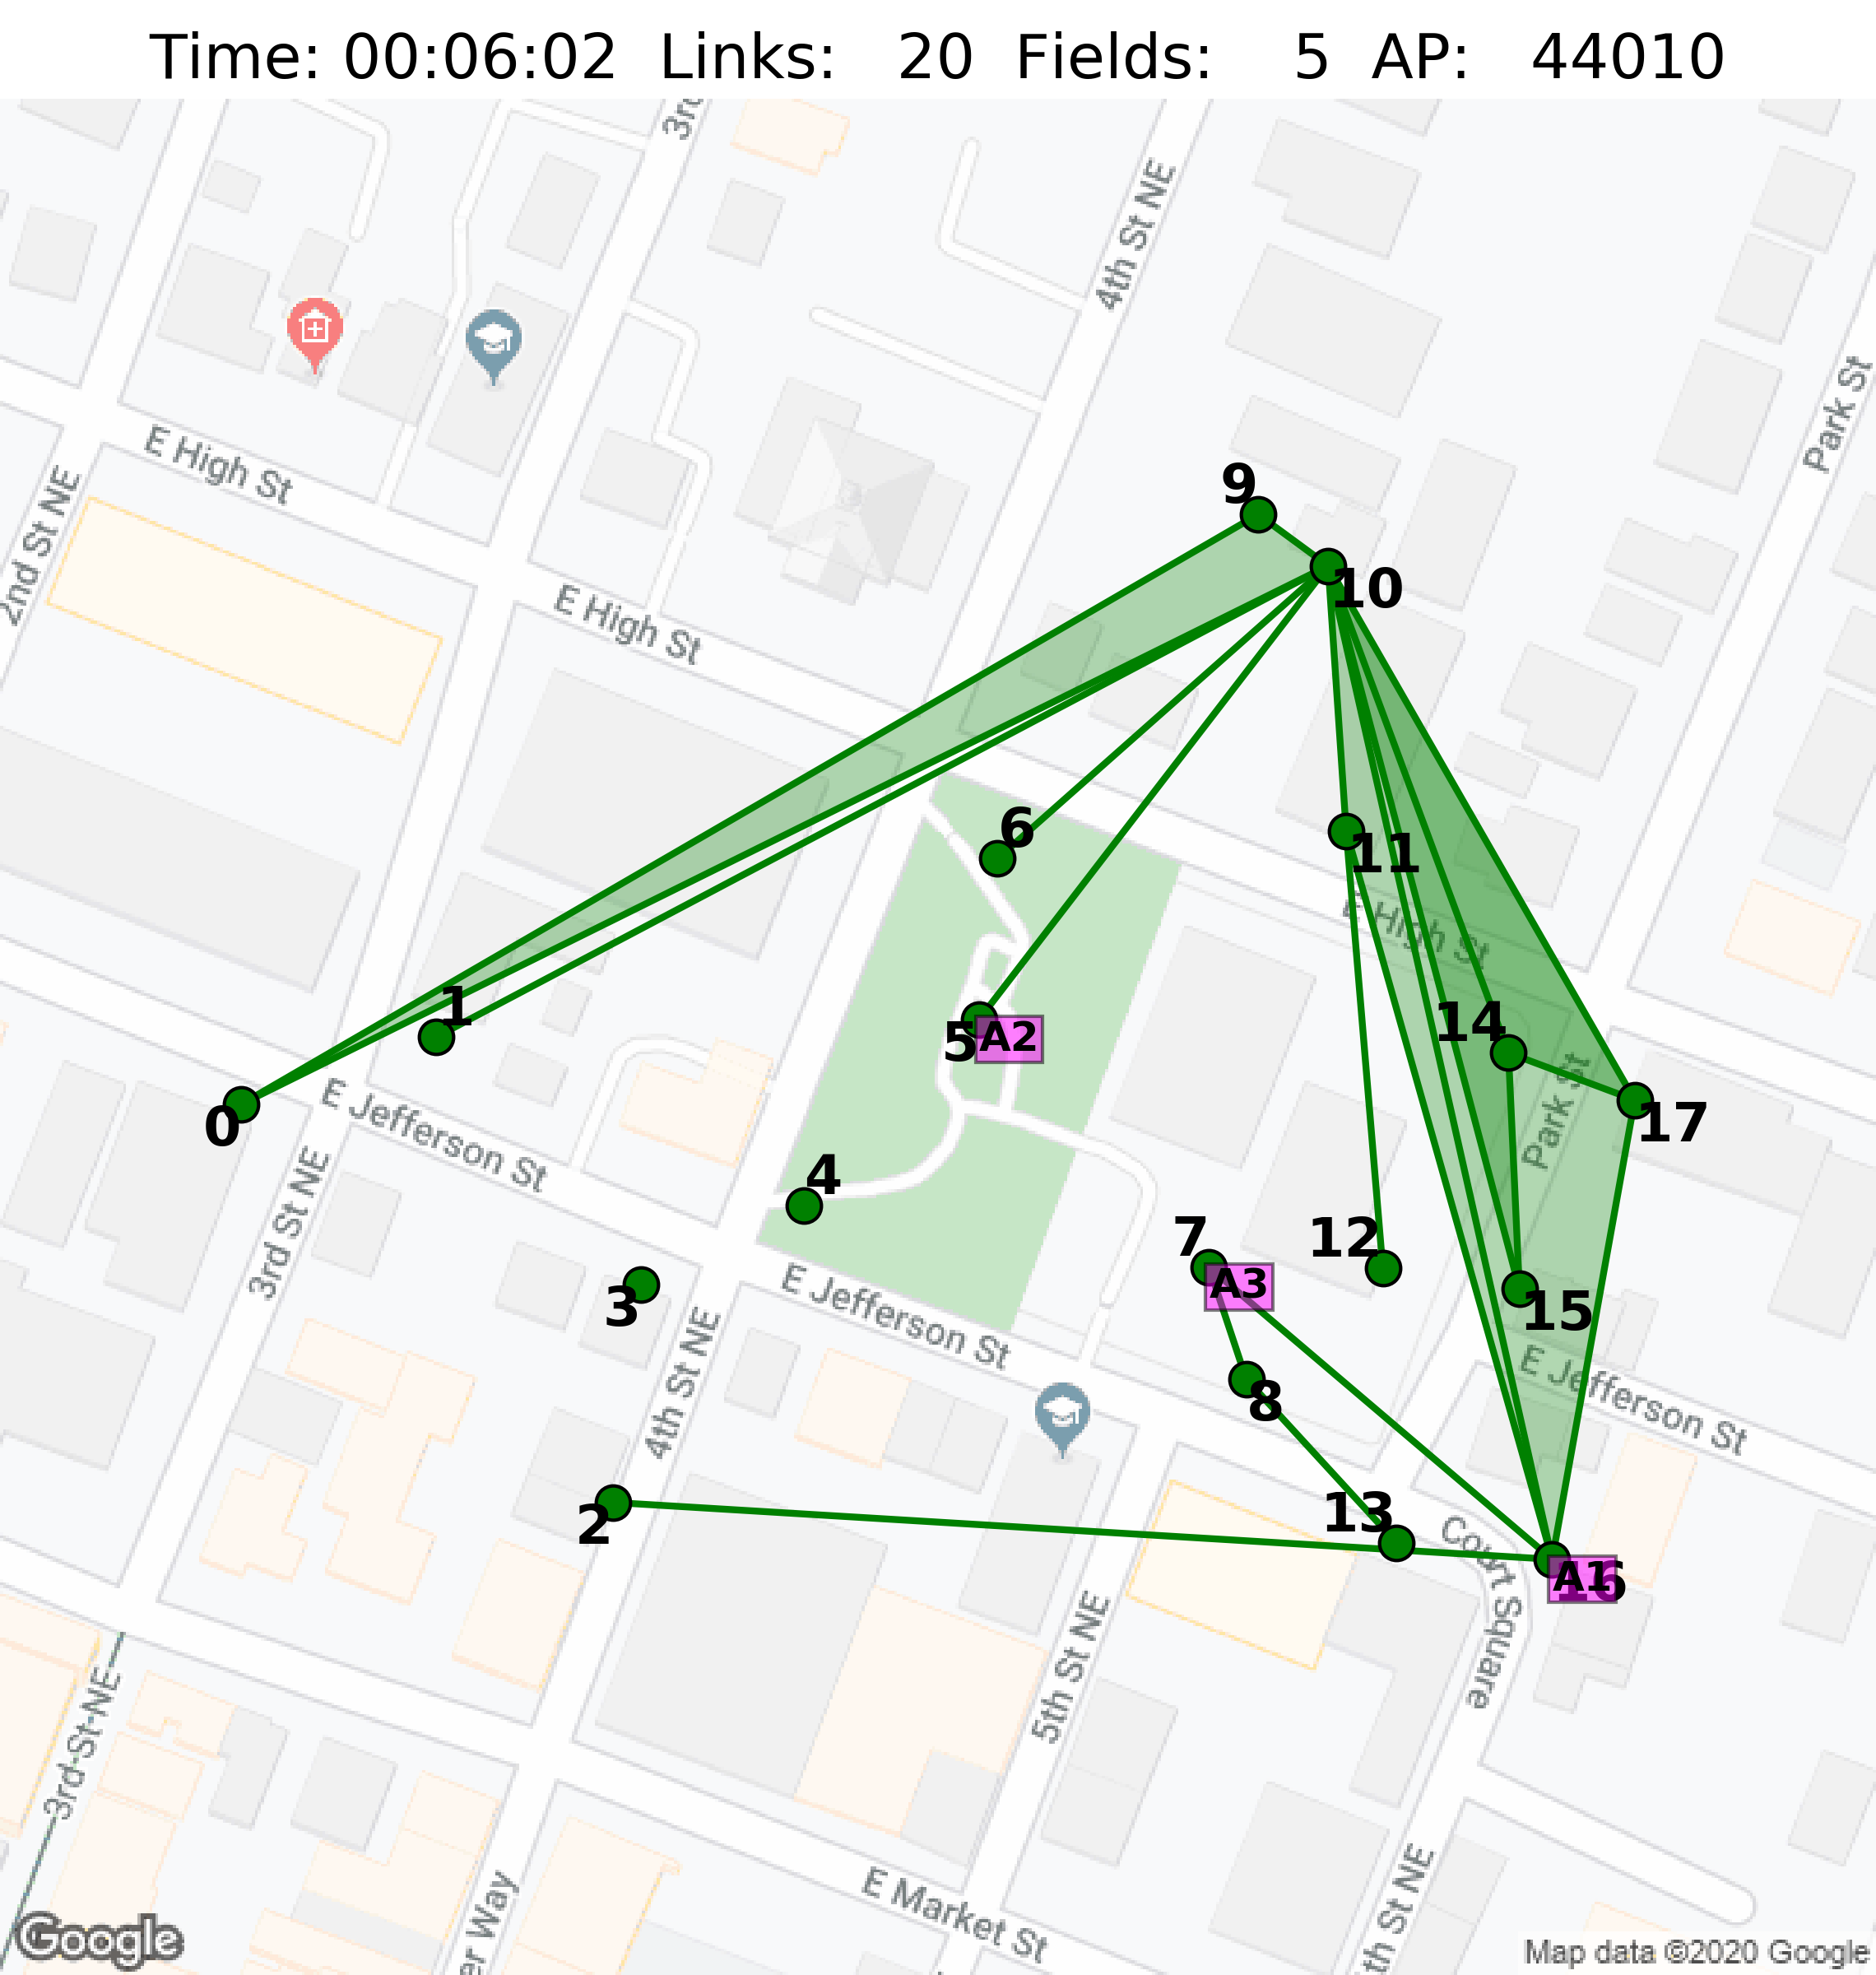 Time: 00:06:02 Links: 20 Fields: 5 AP: 44010
3rd
4th St NE
Park St
E High St
2nd St NE
9
10
E High St
6
11
E High St
1
14
5
A2
0
E Jefferson St
Park St
17
4
3rd St NE
7
12
A3
3
E Jefferson St
15
4th St NE
8
E Jefferson St
13
2
Court Square
A1
16
5th St NE
3rd St NE
er Way
E Market St
th St NE
Google
Map data ©2020 Google